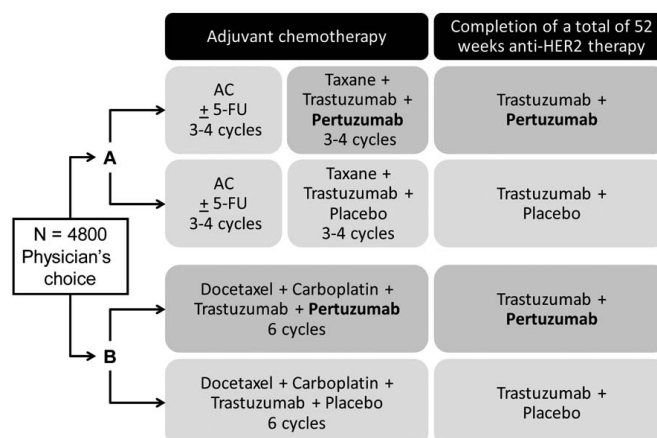 Adjuvant chemotherapy
Completion of a total of 52
weeks anti-HER2 therapy
AC
± 5-FU
3-4 cycles
Taxane +
Trastuzumab +
Pertuzumab
3-4 cycles
Trastuzumab +
Pertuzumab
A
AC
± 5-FU
3-4 cycles
Taxane +
Trastuzumab +
Placebo
3-4 cycles
Trastuzumab +
Placebo
N = 4800
Physician's
choice
Docetaxel + Carboplatin +
Trastuzumab + Pertuzumab
6 cycles
Trastuzumab +
Pertuzumab
B
Docetaxel + Carboplatin +
Trastuzumab + Placebo
6 cycles
Trastuzumab +
Placebo